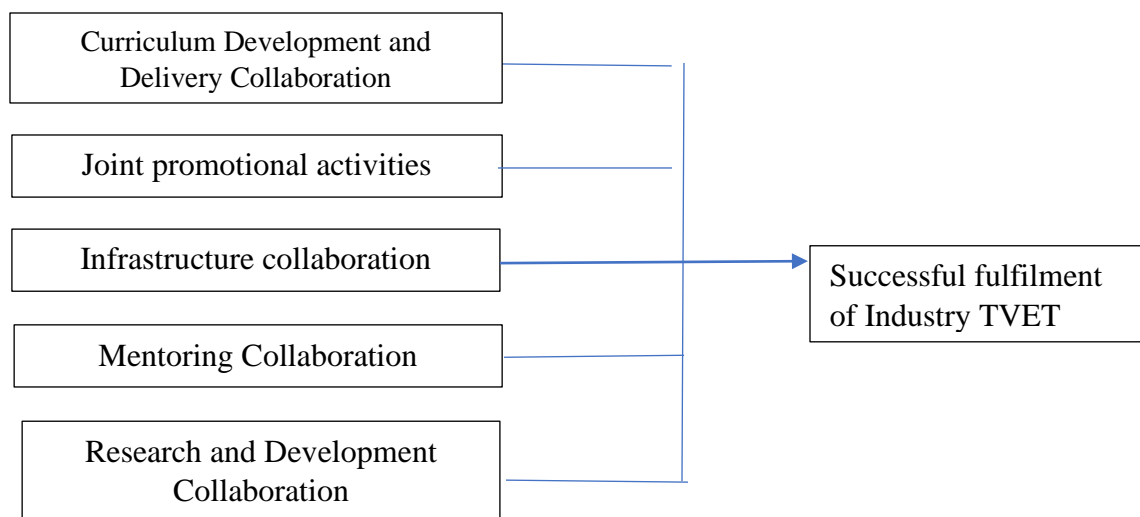 Curriculum Development and
Delivery Collaboration
Joint promotional activities
Infrastructure collaboration
Successful fulfilment
of Industry TVET
Mentoring Collaboration
Research and Development
Collaboration